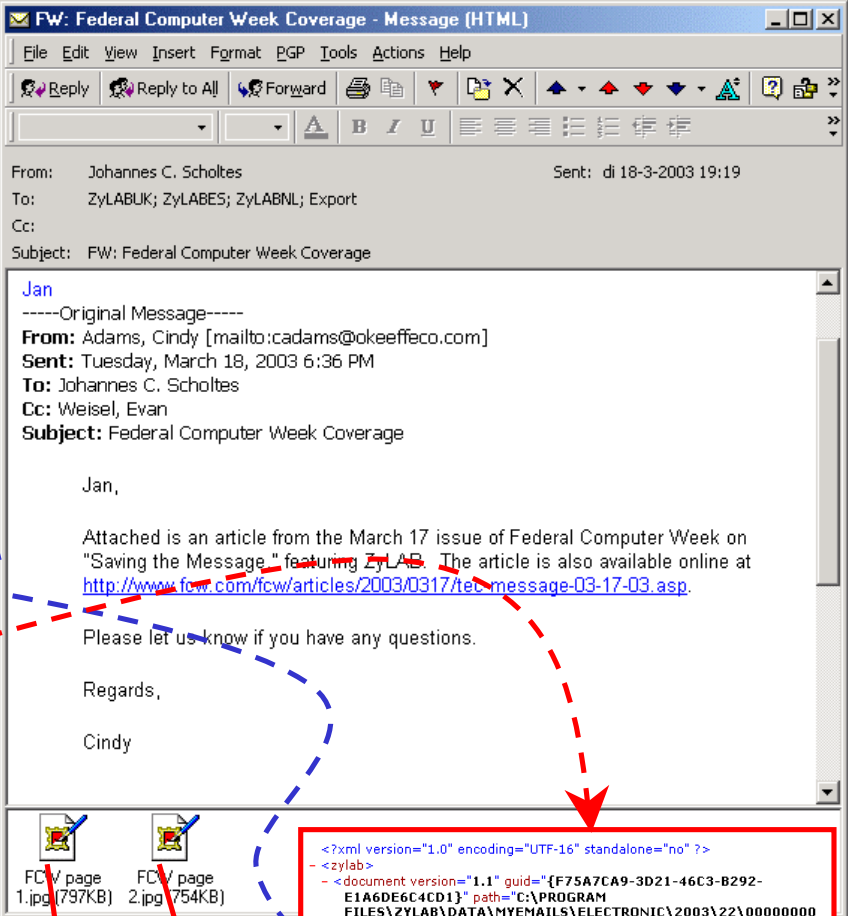 FW: Federal Computer Week Coverage - Message (HTML)
File Edit View Insert Format PGP Tools Actions Help
Reply Reply to All Forward
A B I U
From: Johannes C. Scholtes Sent: di 18-3-2003 19:19
To: ZyLABUK; ZyLABES; ZyLABNL; Export
Cc:
Subject: FW: Federal Computer Week Coverage
Jan
-----Original Message-----
From: Adams, Cindy [mailto:cadams@okeeffeco.com]
Sent: Tuesday, March 18, 2003 6:36 PM
To: Johannes C. Scholtes
Cc: Weisel, Evan
Subject: Federal Computer Week Coverage
Jan,
Attached is an article from the March 17 issue of Federal Computer Week on
"Saving the Message," featuring ZyLAB. The article is also available online at
http://www.fcw.com/fcw/articles/2003/0317/tec-message-03-17-03.asp.
Please let us know if you have any questions.
Regards,
Cindy
FCW page FCW page
1.jpg (797KB) 2.jpg (754KB)
<?xml version="1.0" encoding="UTF-16" standalone="no" ?>
- <zylab>
- <document version="1.1" guid="{F75A7CA9-3D21-46C3-B292-
E1A6DE6C4CD1}" path="C:\PROGRAM
FILES\ZYLAB\DATA\MYEMAILS\ELECTRONIC\2003\22\00000000